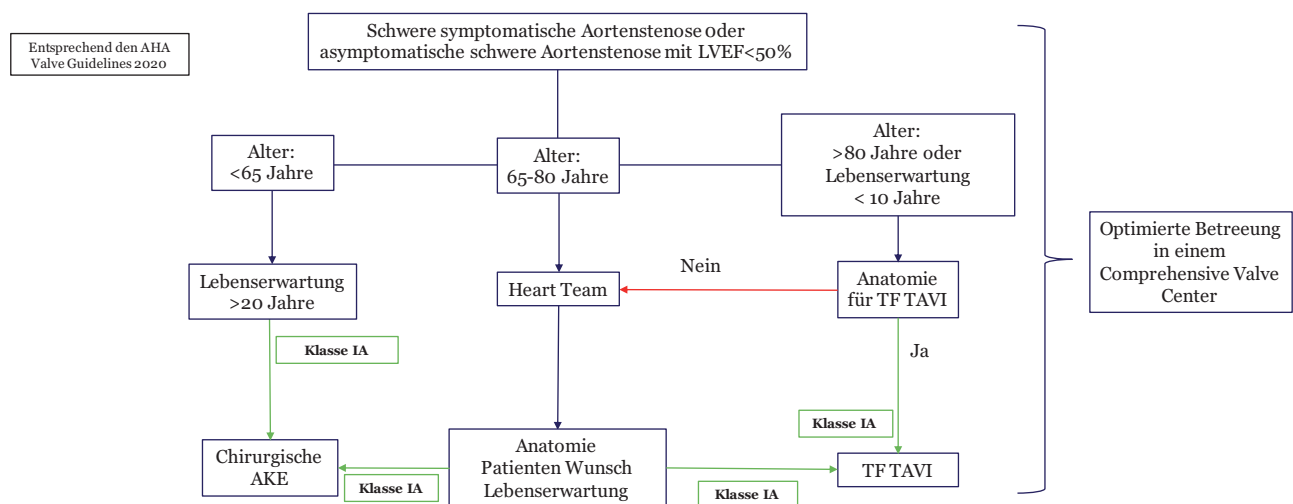 Schwere symptomatische Aortenstenose oder
asymptomatische schwere Aortenstenose mit LVEF<50%
Entsprechend den AHA
Valve Guidelines 2020
Alter:
<65 Jahre
Alter:
65-80 Jahre
Alter:
>80 Jahre oder
Lebenserwartung
< 10 Jahre
Optimierte Betreeung
in einem
Comprehensive Valve
Center
Lebenserwartung
>20 Jahre
Heart Team
Nein
Anatomie
für TF TAVI
Klasse IA
Ja
Klasse IA
Chirurgische
AKE
Klasse IA
Anatomie
Patienten Wunsch
Lebenserwartung
Klasse IA
TF TAVI